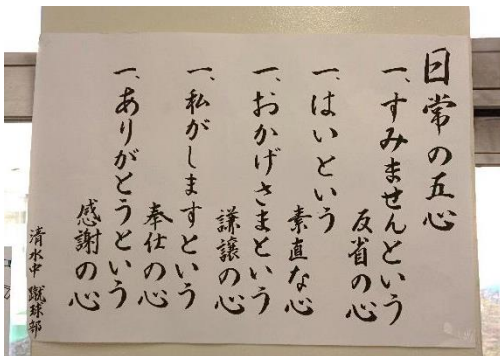 日常の五心
一、すみませんという
反省の心
一、はいという
素直な心
一、おかげさまという
謙譲の心
一、私がしますという
奉仕の心
一、ありがとうという
感謝の心
清水中 蹴球部